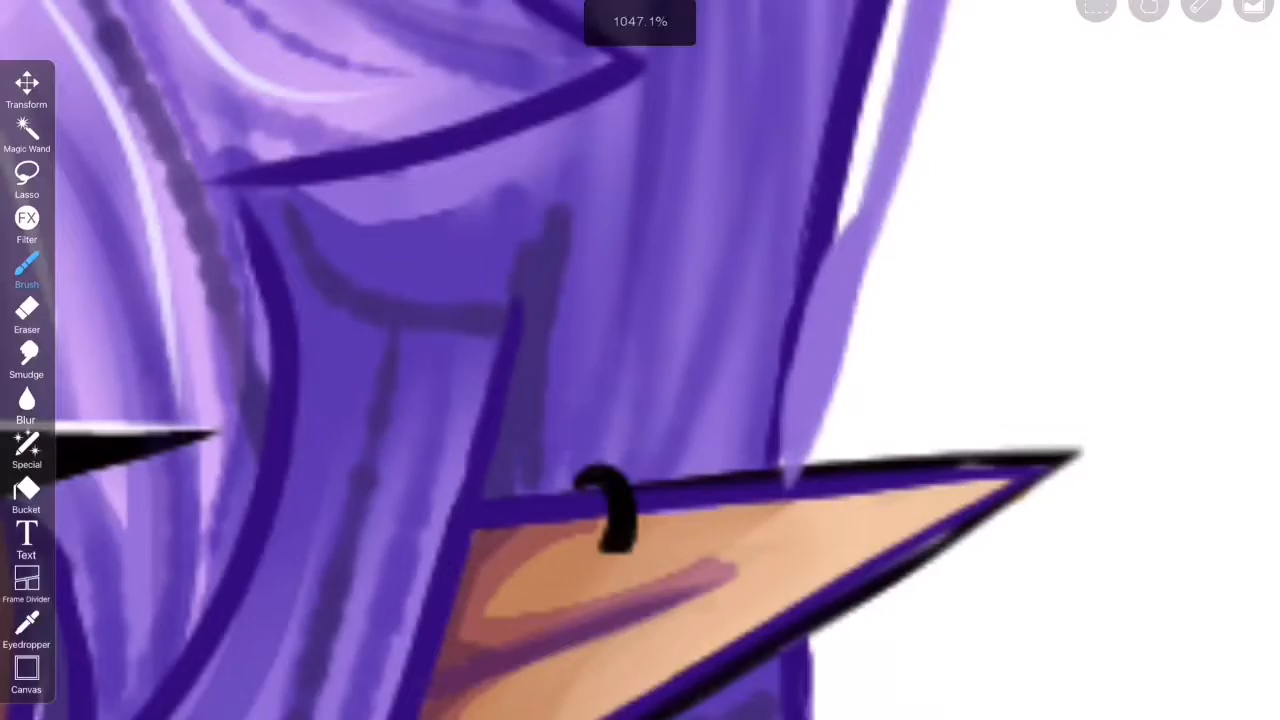 1047.1%
Transform
Magic Wand
Lasso
FX
Filter
Brush
Eraser
Smudge
Blur
Special
Bucket
T
Text
Frame Divider
Eyedropper
Canvas